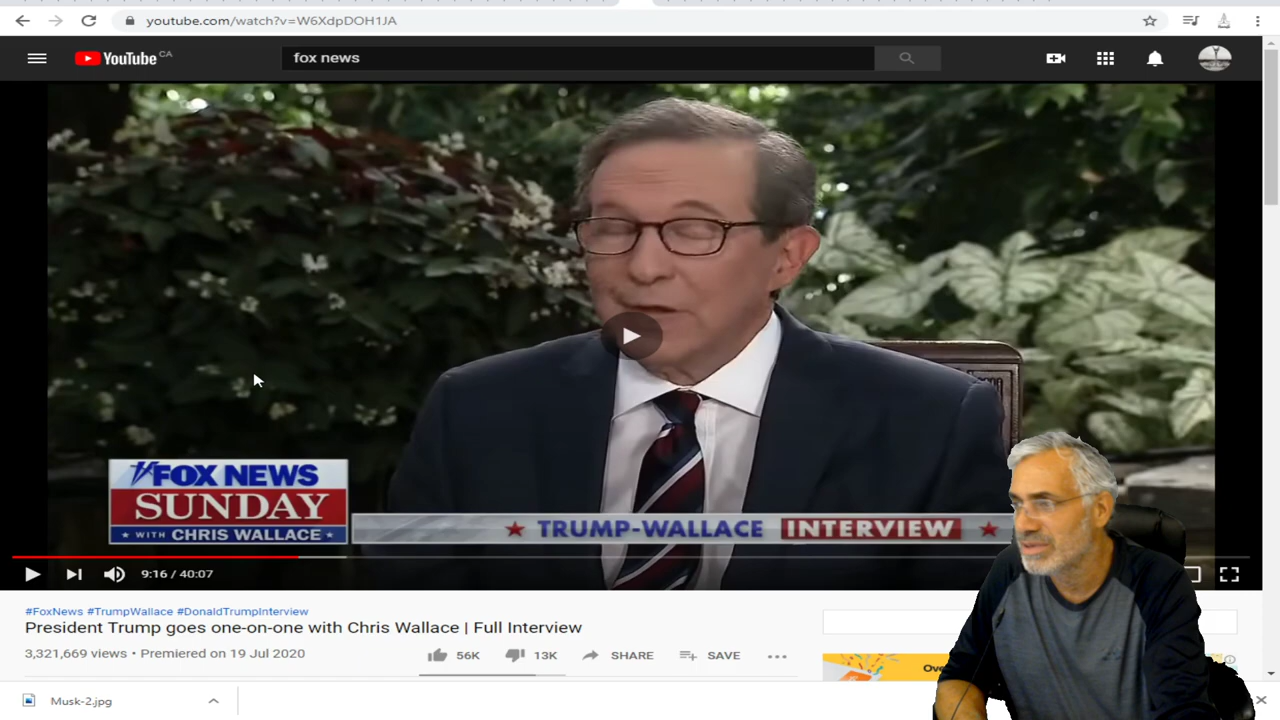 youtube.com/watch?v=W6XdpDOH1JA
YouTube CA
fox news
FOX NEWS
SUNDAY
WITH CHRIS WALLACE
TRUMP-WALLACE INTERVIEW
9:16 / 40:07
#FoxNews #TrumpWallace #DonaldTrumpInterview
President Trump goes one-on-one with Chris Wallace | Full Interview
3,321,669 views • Premiered on 19 Jul 2020
56K 13K SHARE SAVE
Ove
Musk-2.jpg